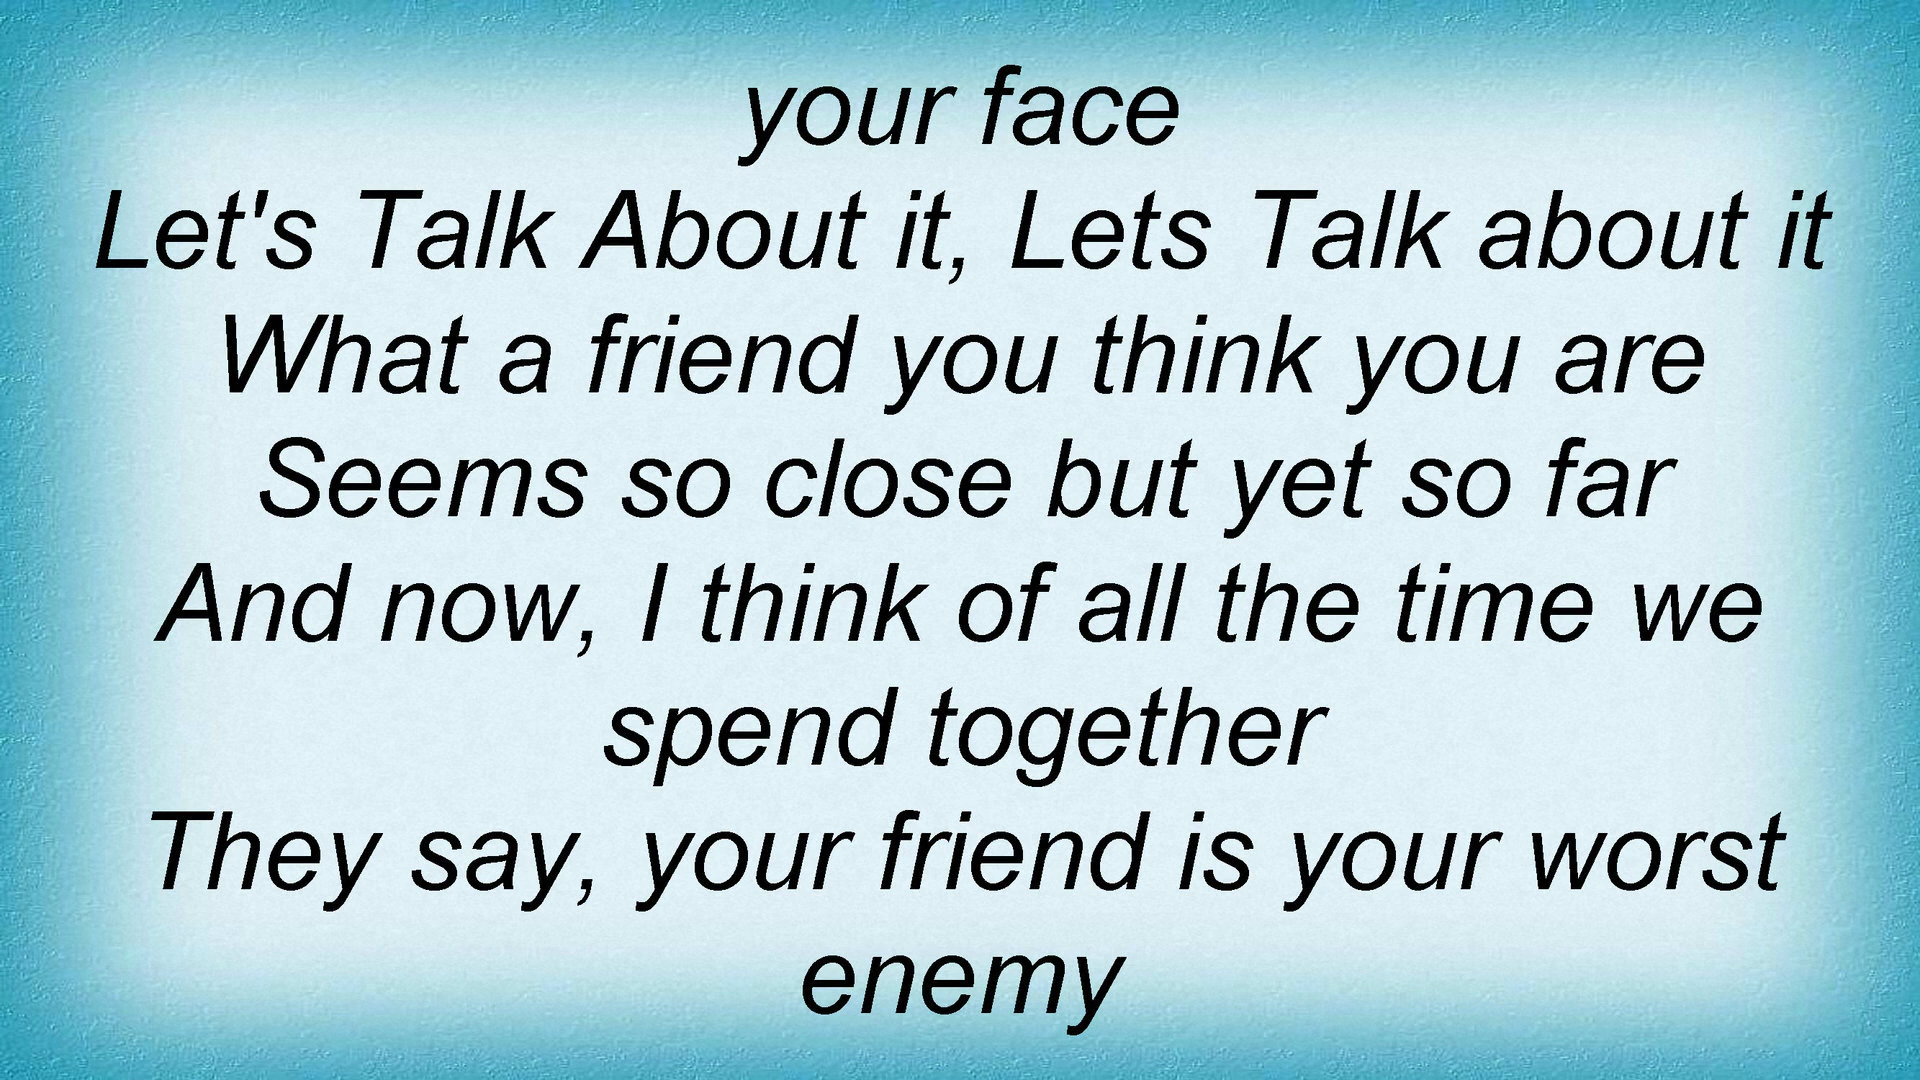 your face
Let's Talk About it, Lets Talk about it
What a friend you think you are
Seems so close but yet so far
And now, I think of all the time we
spend together
They say, your friend is your worst
enemy